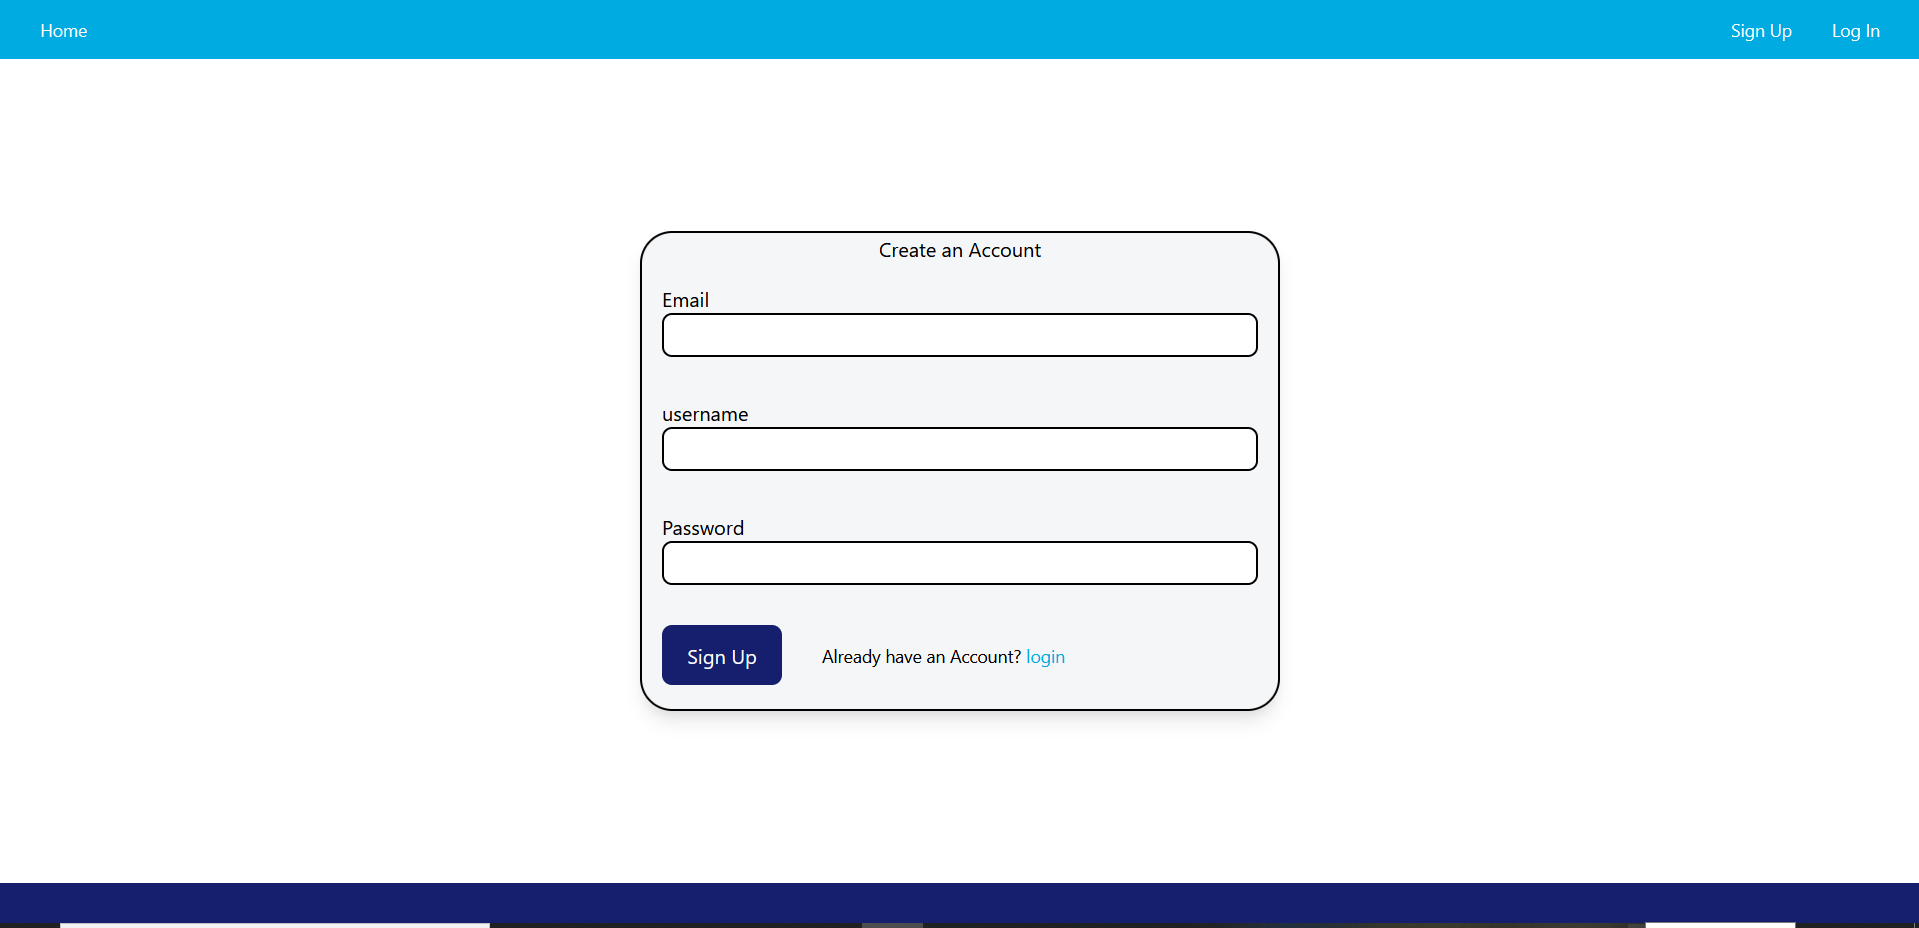 Home Sign Up Log In
Create an Account
Email
username
Password
Sign Up Already have an Account? login